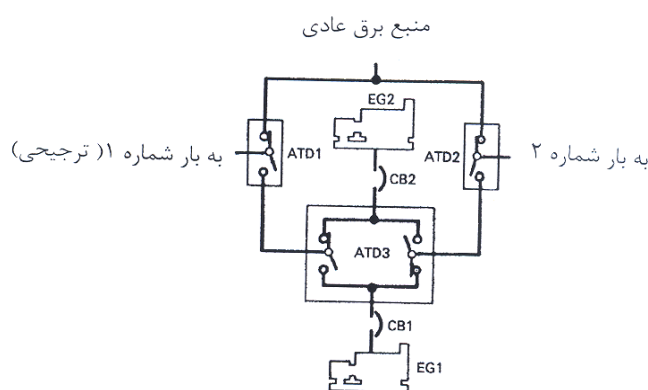 منبع برق عادی
EG2
ATD1
ATD2
به بار شماره ۱( ترجیحی)
به بار شماره ۲
CB2
ATD3
CB1
EG1